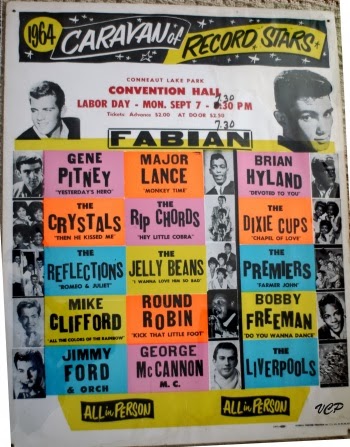 1964 CARAVAN of RECORD STARS
CONNEAUT LAKE PARK
CONVENTION HALL
7.30
LABOR DAY - MON. SEPT 7 - 8:30 PM
Tickets Advance $2.00 AT DOOR $2.50
7.30
FABIAN
GENE PITNEY
"YESTERDAY'S HERO"
MAJOR LANCE
"MONKEY TIME"
BRIAN HYLAND
"DEVOTED TO YOU"
THE CRYSTALS
"THEN HE KISSED ME"
THE RIP CHORDS
"HEY LITTLE COBRA"
THE DIXIE CUPS
"CHAPEL OF LOVE"
THE REFLECTIONS
"ROMEO & JULIET"
THE JELLY BEANS
"I WANNA LOVE HIM SO BAD"
THE PREMIERS
"FARMER JOHN"
MIKE CLIFFORD
"ALL THE COLORS OF THE RAINBOW"
ROUND ROBIN
"KICK THAT LITTLE FOOT"
BOBBY FREEMAN
"DO YOU WANNA DANCE"
JIMMY FORD & ORCH
GEORGE McCANNON M. C.
THE LIVERPOOLS
ALL in PERSON
ALL in PERSON
VCP